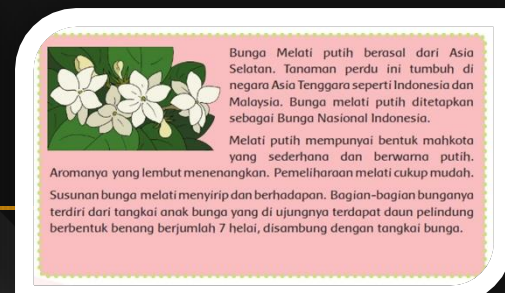 Bunga Melati putih berasal dari Asia
Selatan. Tanaman perdu ini tumbuh di
negara Asia Tenggara seperti Indonesia dan
Malaysia. Bunga melati putih ditetapkan
sebagai Bunga Nasional Indonesia.
Melati putih mempunyai bentuk mahkota
yang sederhana dan berwarna putih.
Aromanya yang lembut menenangkan. Pemeliharaan melati cukup mudah.
Susunan bunga melati menyirip dan berhadapan. Bagian-bagian bunganya
terdiri dari tangkai anak bunga yang di ujungnya terdapat daun pelindung
berbentuk benang berjumlah 7 helai, disambung dengan tangkai bunga.